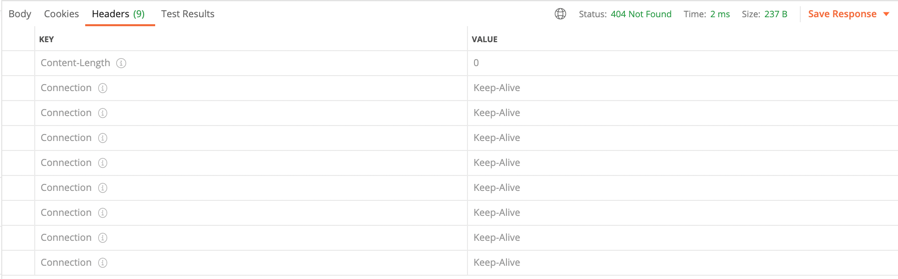 Body Cookies Headers (9) Test Results Status: 404 Not Found Time: 2 ms Size: 237 B Save Response
KEY VALUE
Content-Length 0
Connection Keep-Alive
Connection Keep-Alive
Connection Keep-Alive
Connection Keep-Alive
Connection Keep-Alive
Connection Keep-Alive
Connection Keep-Alive
Connection Keep-Alive